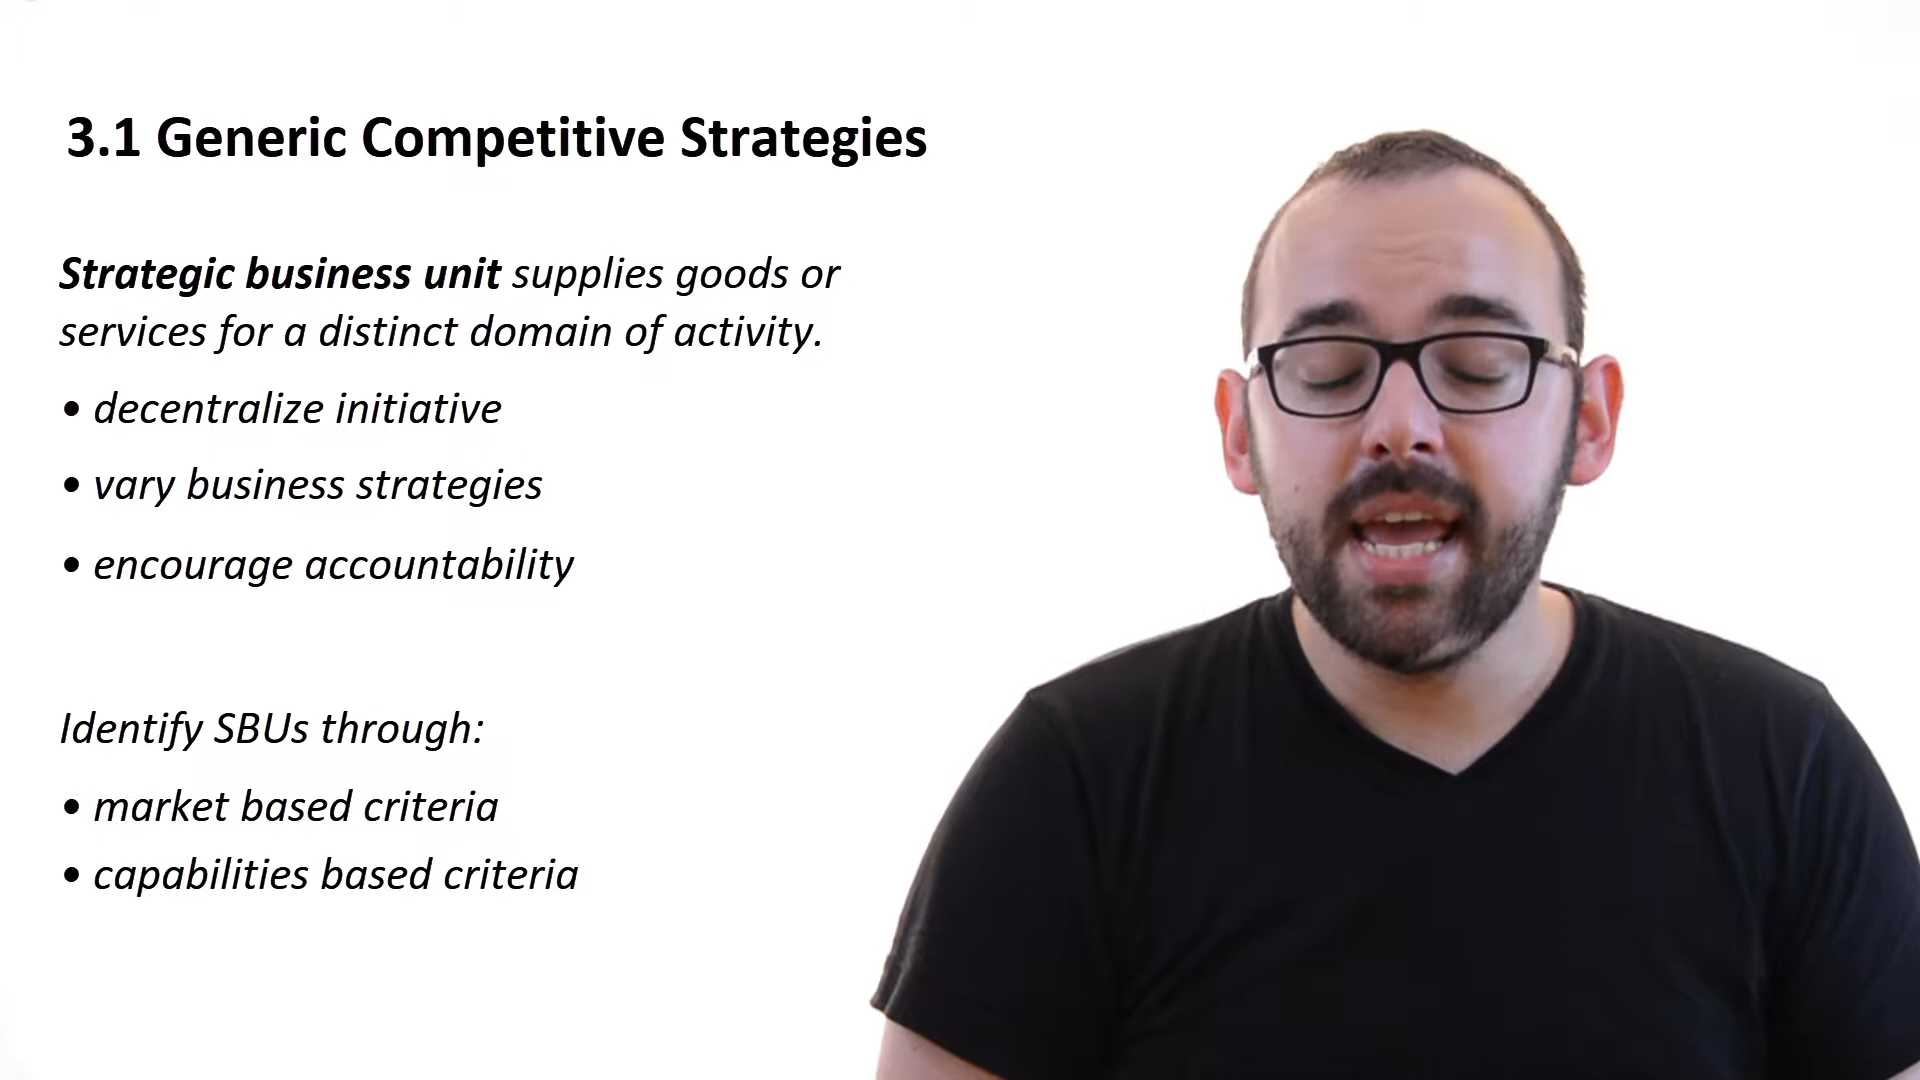 3.1 Generic Competitive Strategies
Strategic business unit supplies goods or
services for a distinct domain of activity.
• decentralize initiative
• vary business strategies
• encourage accountability
Identify SBUs through:
• market based criteria
• capabilities based criteria